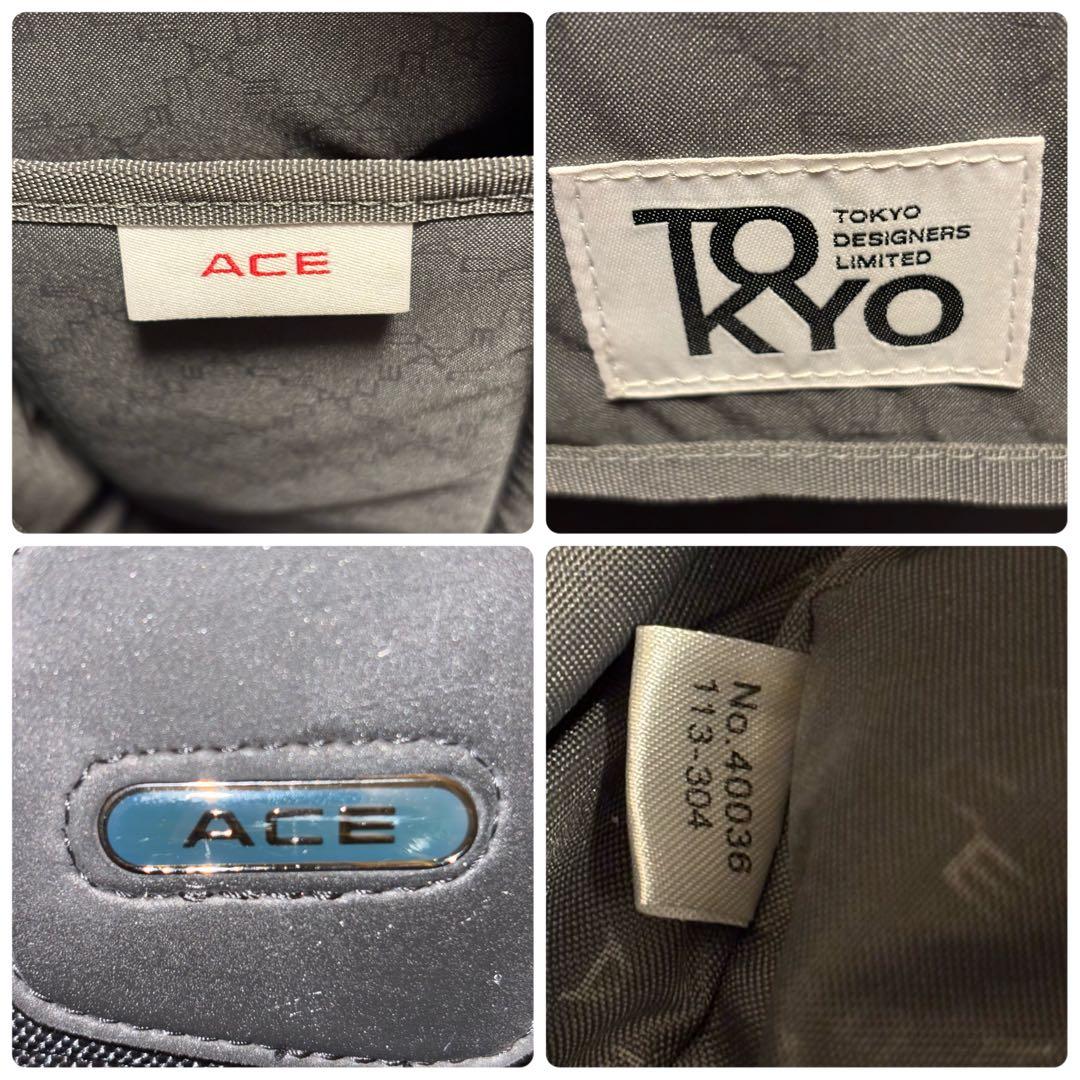 ACE
TOKYO
TOKYO
DESIGNERS
LIMITED
ACE
No.40036
113-304